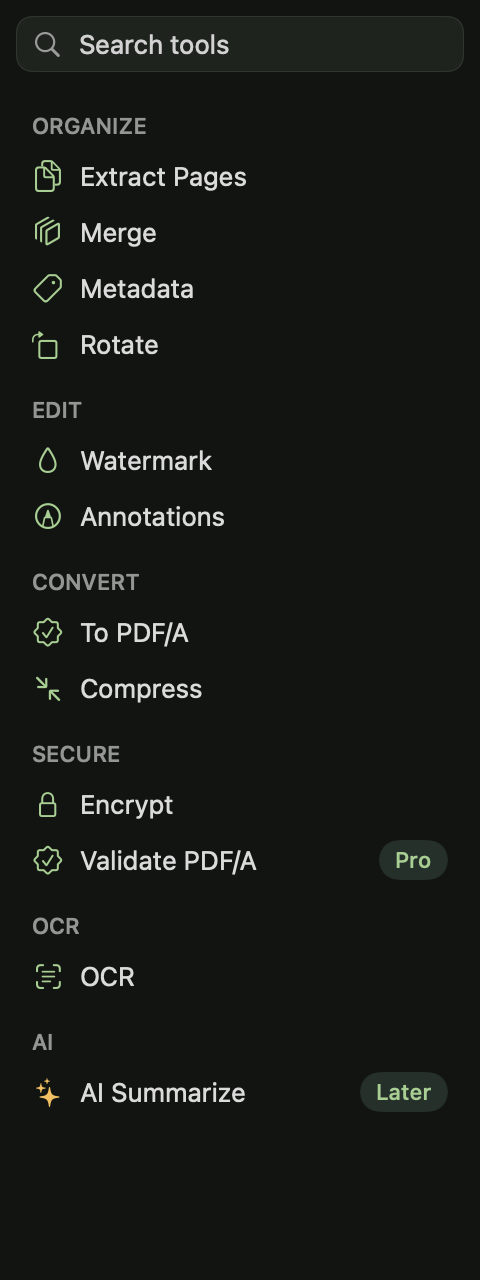 Search tools
ORGANIZE
Extract Pages
Merge
Metadata
Rotate
EDIT
Watermark
Annotations
CONVERT
To PDF/A
Compress
SECURE
Encrypt
Validate PDF/A Pro
OCR
OCR
AI
AI Summarize Later